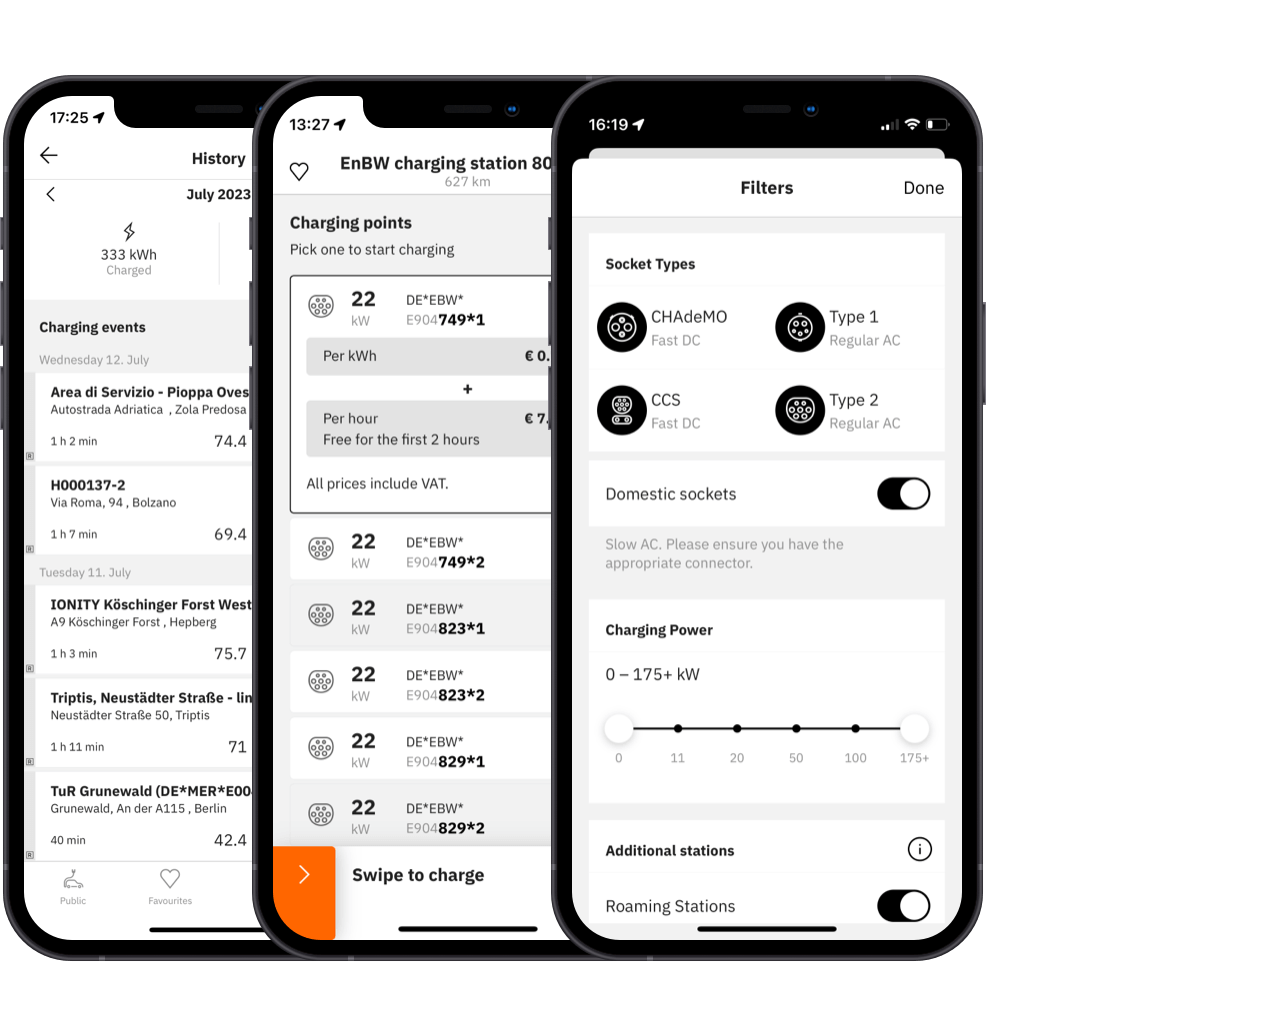 17:25
History
July 2023
333 kWh
Charged
Charging events
Wednesday 12. July
Area di Servizio - Pioppa Oves
Autostrada Adriatica , Zola Predosa
1 h 2 min 74.4
H000137-2
Via Roma, 94 , Bolzano
1 h 7 min 69.4
Tuesday 11. July
IONITY Köschinger Forst West
A9 Köschinger Forst , Hepberg
1 h 3 min 75.7
Triptis, Neustädter Straße - lin
Neustädter Straße 50, Triptis
1 h 11 min 71
TuR Grunewald (DE*MER*E00
Grunewald, An der A115 , Berlin
40 min 42.4
Public Favourites
13:27
EnBW charging station 80
627 km
Charging points
Pick one to start charging
22 DE*EBW*
kW E904749*1
Per kWh € 0.
+
Per hour € 7.
Free for the first 2 hours
All prices include VAT.
22 DE*EBW*
kW E904749*2
22 DE*EBW*
kW E904823*1
22 DE*EBW*
kW E904823*2
22 DE*EBW*
kW E904829*1
22 DE*EBW*
kW E904829*2
Swipe to charge
16:19
Filters Done
Socket Types
CHAdeMO Type 1
Fast DC Regular AC
CCS Type 2
Fast DC Regular AC
Domestic sockets
Slow AC. Please ensure you have the
appropriate connector.
Charging Power
0 – 175+ kW
0 11 20 50 100 175+
Additional stations
Roaming Stations